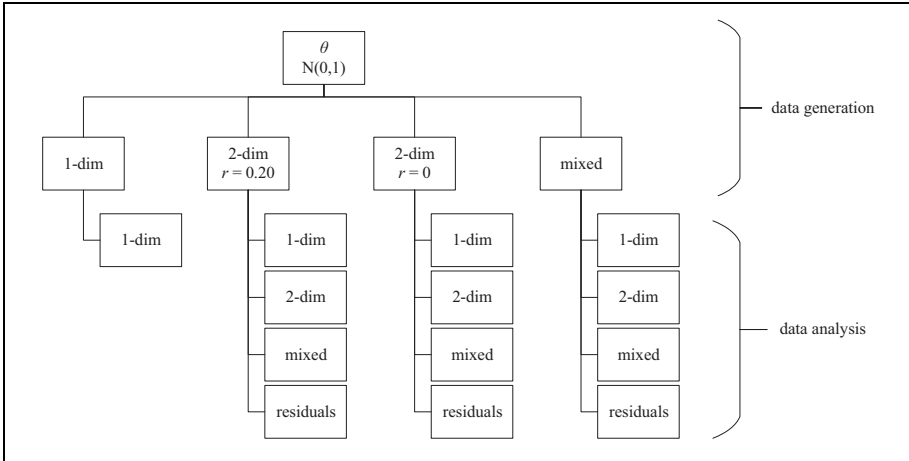 θ
N(0,1)
data generation
1-dim
2-dim
r = 0.20
2-dim
r = 0
mixed
1-dim
1-dim
1-dim
1-dim
2-dim
2-dim
2-dim
data analysis
mixed
mixed
mixed
residuals
residuals
residuals